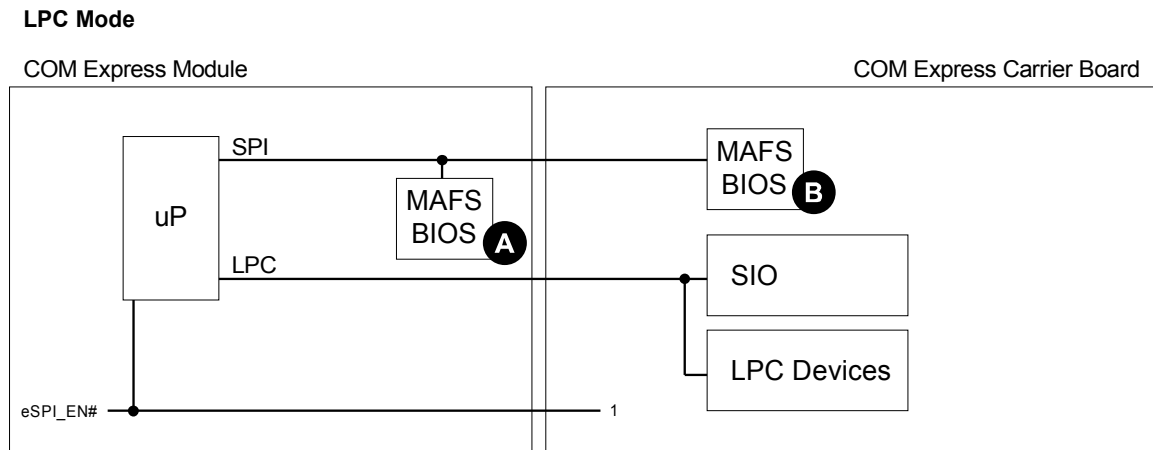 LPC Mode
COM Express Module
COM Express Carrier Board
SPI
MAFS
BIOS
A
MAFS
BIOS
B
uP
LPC
SIO
LPC Devices
eSPI_EN#
1